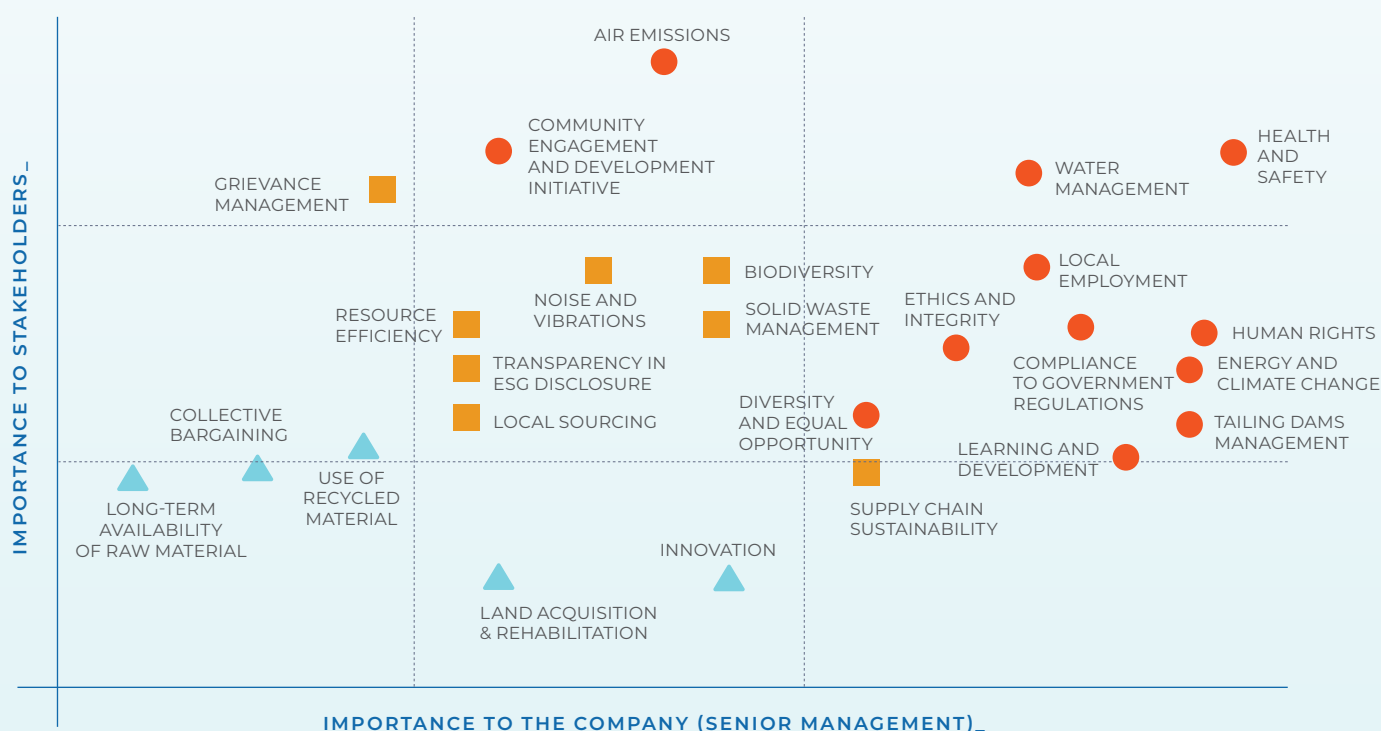 AIR EMISSIONS
COMMUNITY
ENGAGEMENT
AND DEVELOPMENT
INITIATIVE
HEALTH
AND
SAFETY
WATER
MANAGEMENT
GRIEVANCE
MANAGEMENT
LOCAL
EMPLOYMENT
BIODIVERSITY
NOISE AND
VIBRATIONS
SOLID WASTE
MANAGEMENT
ETHICS AND
INTEGRITY
RESOURCE
EFFICIENCY
HUMAN RIGHTS
COMPLIANCE
TO GOVERNMENT
REGULATIONS
ENERGY AND
CLIMATE CHANGE
TRANSPARENCY IN
ESG DISCLOSURE
DIVERSITY
AND EQUAL
OPPORTUNITY
LOCAL SOURCING
TAILING DAMS
MANAGEMENT
COLLECTIVE
BARGAINING
LEARNING AND
DEVELOPMENT
USE OF
RECYCLED
MATERIAL
LONG-TERM
AVAILABILITY
OF RAW MATERIAL
SUPPLY CHAIN
SUSTAINABILITY
INNOVATION
LAND ACQUISITION
& REHABILITATION
IMPORTANCE TO STAKEHOLDERS_
IMPORTANCE TO THE COMPANY (SENIOR MANAGEMENT)_